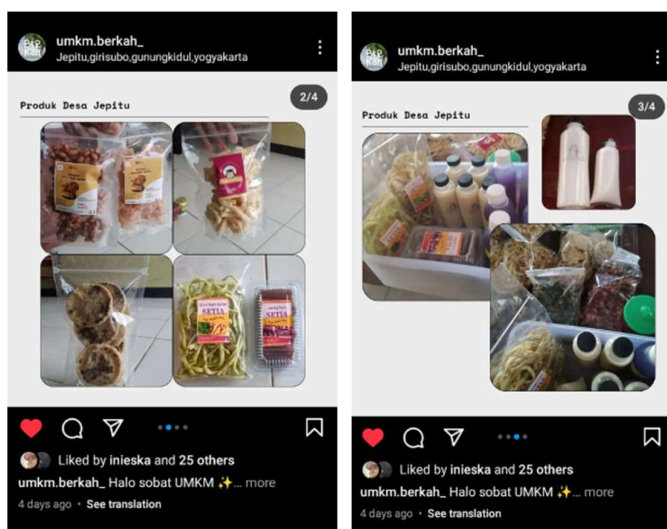 umkm.berkah_
Jepitu,girisubo,gunungkidul,yogyakarta
2/4
Produk Desa Jepitu
SETIA
SETIA
Liked by inieska and 25 others
umkm.berkah_ Halo sobat UMKM ✨... more
4 days ago • See translation
umkm.berkah_
Jepitu,girisubo,gunungkidul,yogyakarta
3/4
Produk Desa Jepitu
Liked by inieska and 25 others
umkm.berkah_ Halo sobat UMKM ✨... more
4 days ago • See translation